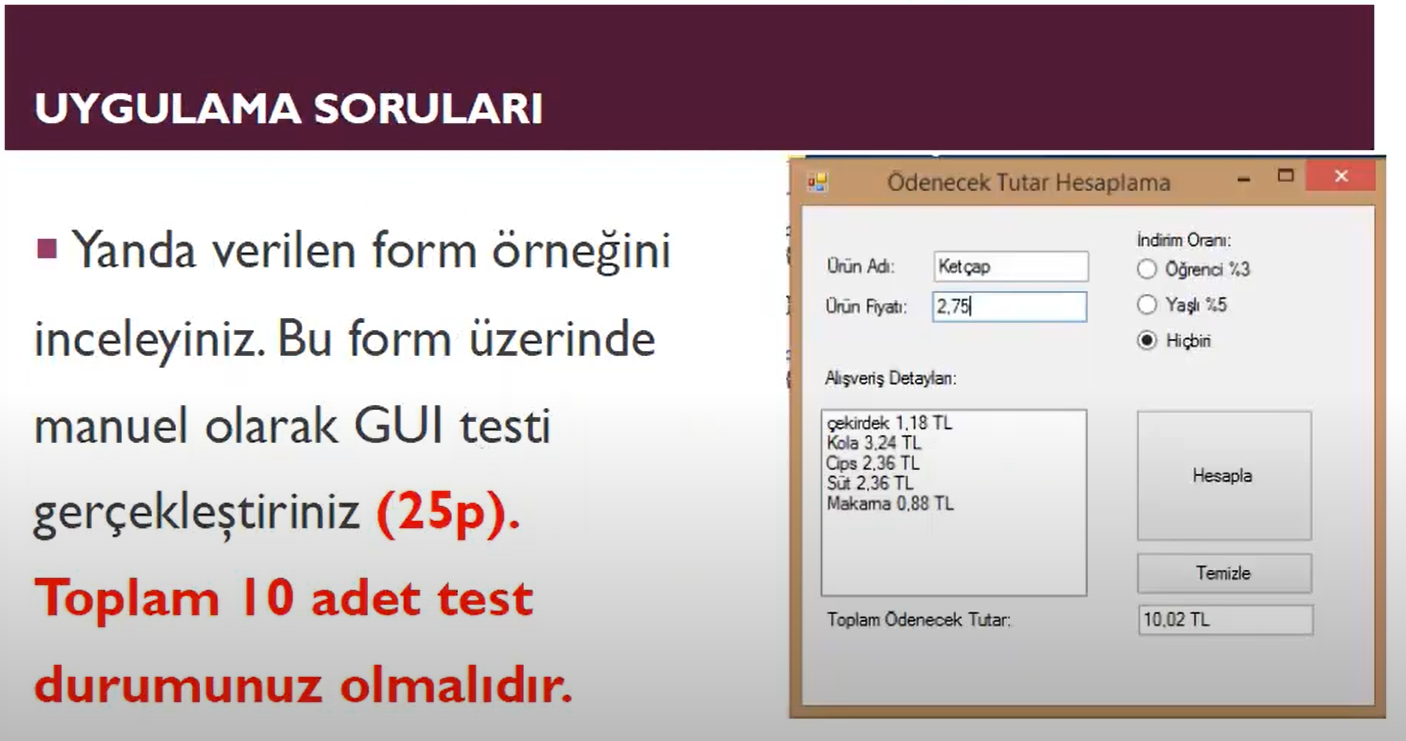 UYGULAMA SORULARI
Yanda verilen form örneğini
inceleyiniz. Bu form üzerinde
manuel olarak GUI testi
gerçekleştiriniz (25p).
Toplam 10 adet test
durumunuz olmalıdır.
Ödenecek Tutar Hesaplama
Ürün Adı: Ketçap
Ürün Fiyatı: 2,75
İndirim Oranı:
Öğrenci %3
Yaşlı %5
Hiçbiri
Alışveriş Detayları:
çekirdek 1,18 TL
Kola 3,24 TL
Cips 2,36 TL
Süt 2,36 TL
Makarna 0,88 TL
Hesapla
Temizle
Toplam Ödenecek Tutar: 10,02 TL